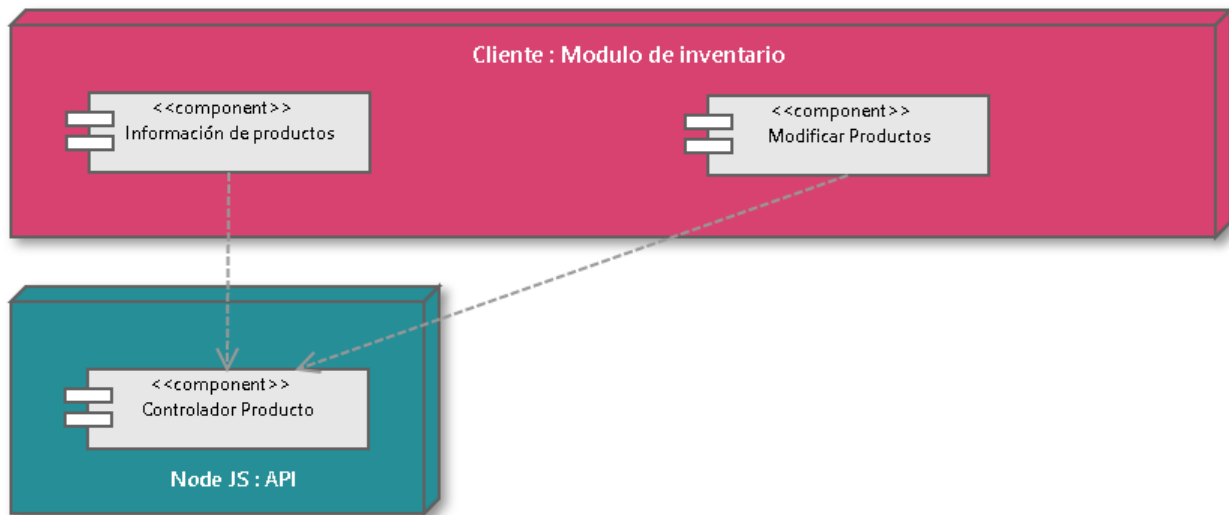 Cliente : Modulo de inventario
<<component>>
Información de productos
<<component>>
Modificar Productos
<<component>>
Controlador Producto
Node JS : API